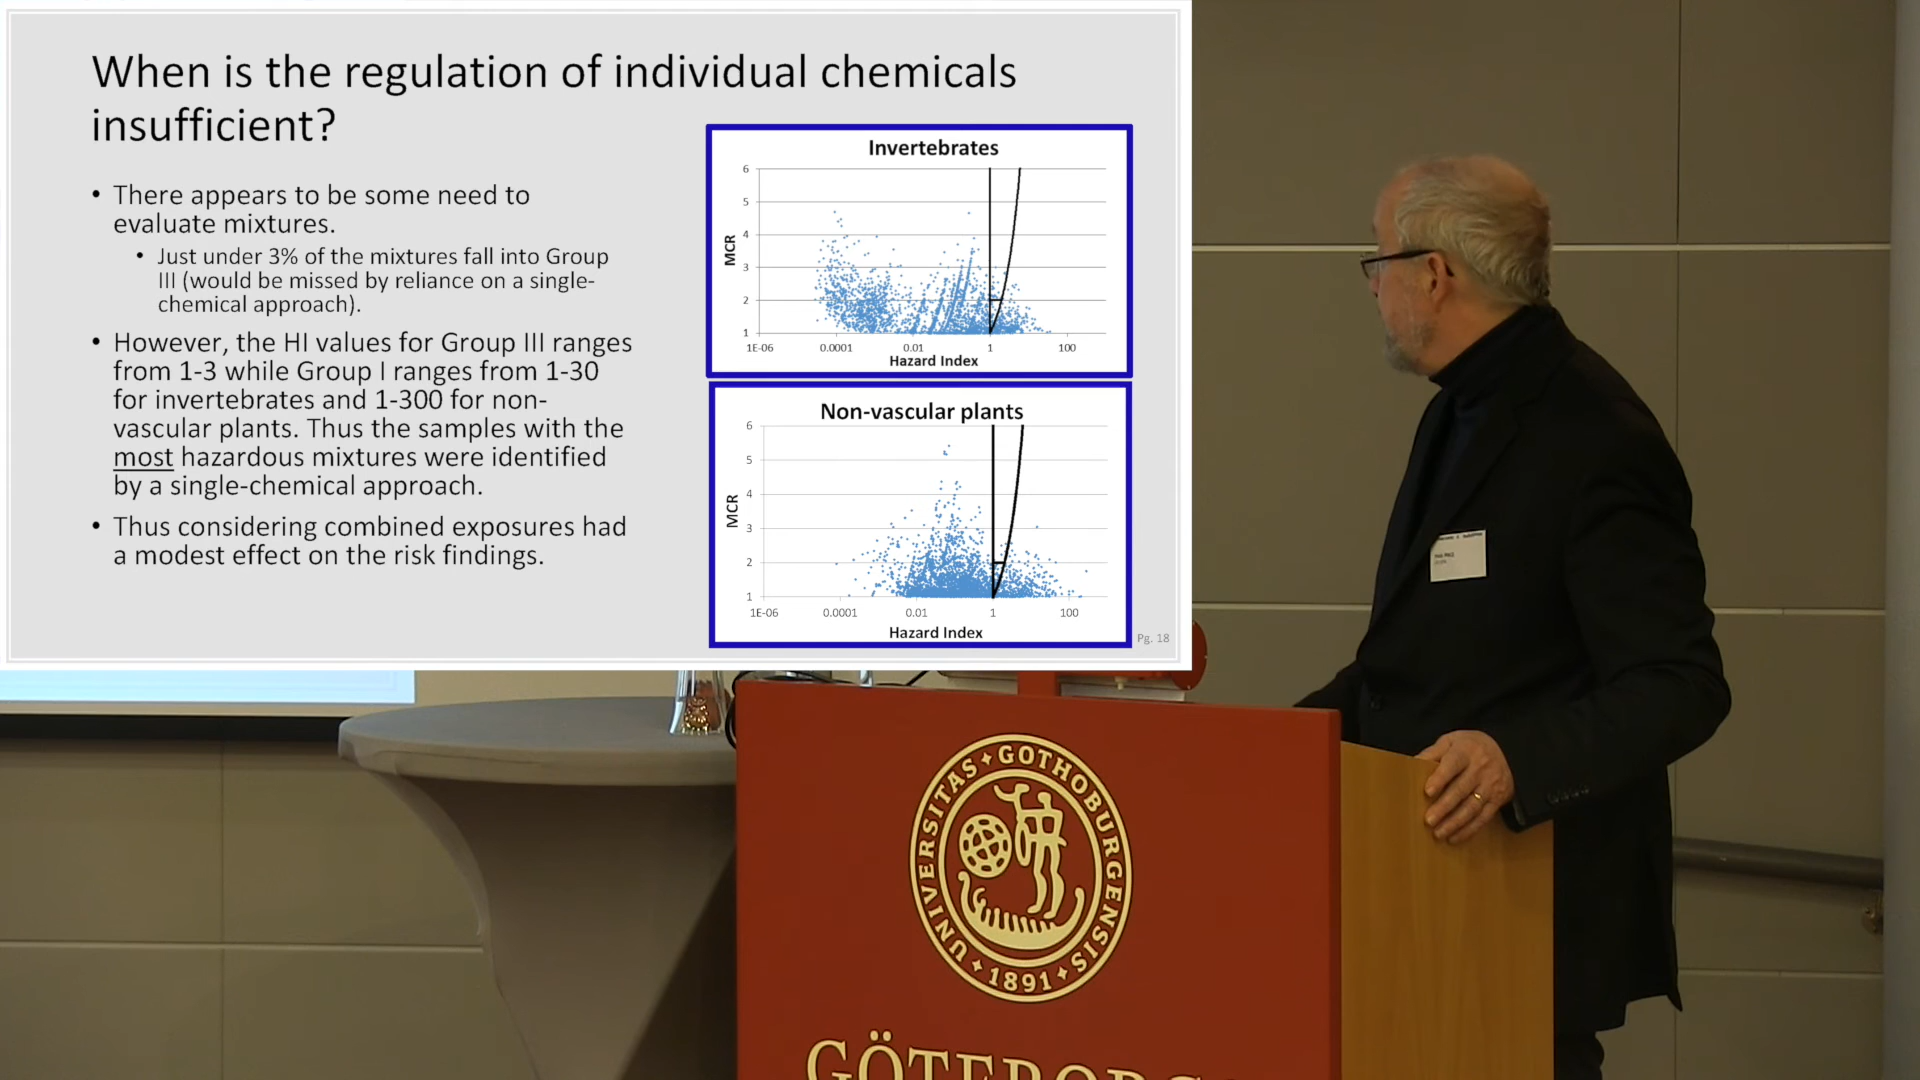 When is the regulation of individual chemicals
insufficient?
• There appears to be some need to
evaluate mixtures.
• Just under 3% of the mixtures fall into Group
III (would be missed by reliance on a single-
chemical approach).
• However, the HI values for Group III ranges
from 1-3 while Group I ranges from 1-30
for invertebrates and 1-300 for non-
vascular plants. Thus the samples with the
most hazardous mixtures were identified
by a single-chemical approach.
• Thus considering combined exposures had
a modest effect on the risk findings.
Invertebrates
MCR
6
5
4
3
2
1
1E-06 0.0001 0.01 1 100
Hazard Index
Non-vascular plants
MCR
6
5
4
3
2
1
1E-06 0.0001 0.01 1 100
Hazard Index
Pg. 18
UNIVERSITAS GOTHOBURGENSIS
1891